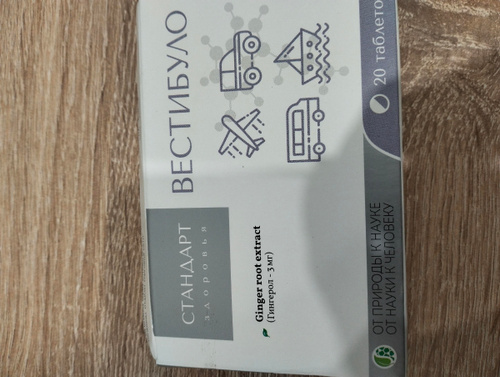 СТАНДАРТ
здоровья
ВЕСТИБУЛО
Ginger root extract
(Гингерол - 3 мг)
ОТ ПРИРОДЫ К НАУКЕ
ОТ НАУКИ К ЧЕЛОВЕКУ
20 таблеток